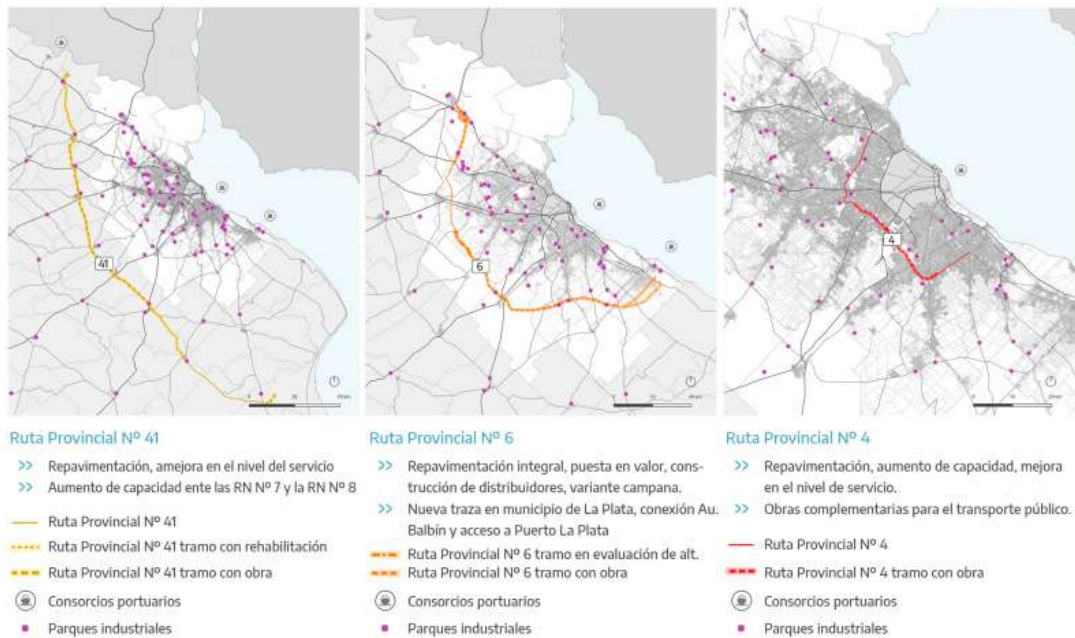 41
6
4
Ruta Provincial Nº 41
>> Repavimentación, amejora en el nivel del servicio
>> Aumento de capacidad ente las RN Nº 7 y la RN Nº 8
Ruta Provincial Nº 41
Ruta Provincial Nº 41 tramo con rehabilitación
Ruta Provincial Nº 41 tramo con obra
Consorcios portuarios
Parques industriales
Ruta Provincial Nº 6
>> Repavimentación integral, puesta en valor, cons-
trucción de distribuidores, variante campana.
>> Nueva traza en municipio de La Plata, conexión Au.
Balbín y acceso a Puerto La Plata
Ruta Provincial Nº 6 tramo en evaluación de alt.
Ruta Provincial Nº 6 tramo con obra
Consorcios portuarios
Parques industriales
Ruta Provincial Nº 4
>> Repavimentación, aumento de capacidad, mejora
en el nivel de servicio.
>> Obras complementarias para el transporte público.
Ruta Provincial Nº 4
Ruta Provincial Nº 4 tramo con obra
Consorcios portuarios
Parques industriales